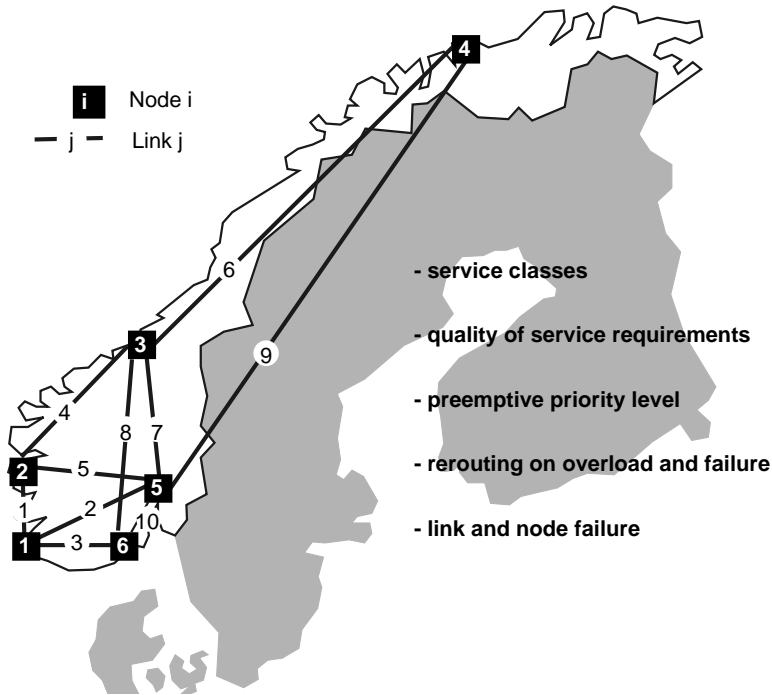 4
i Node i
j Link j
6
- service classes
9
- quality of service requirements
3
4
8 7
- preemptive priority level
2 5
- rerouting on overload and failure
5
1 2 10
- link and node failure
1 3 6